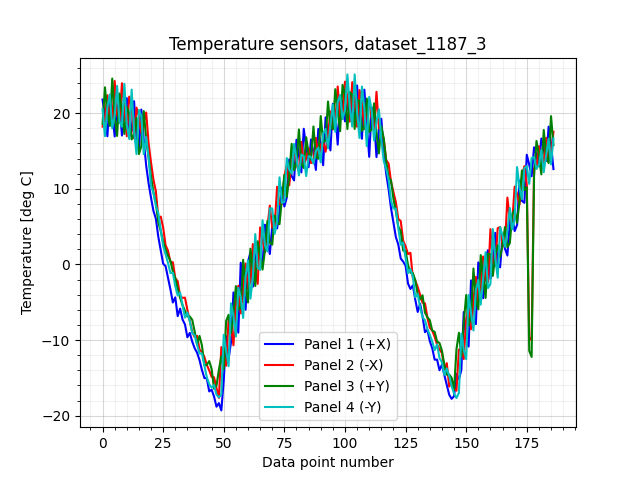 Temperature sensors, dataset_1187_3
Temperature [deg C]
20
10
0
−10
−20
Panel 1 (+X)
Panel 2 (-X)
Panel 3 (+Y)
Panel 4 (-Y)
0 25 50 75 100 125 150 175
Data point number